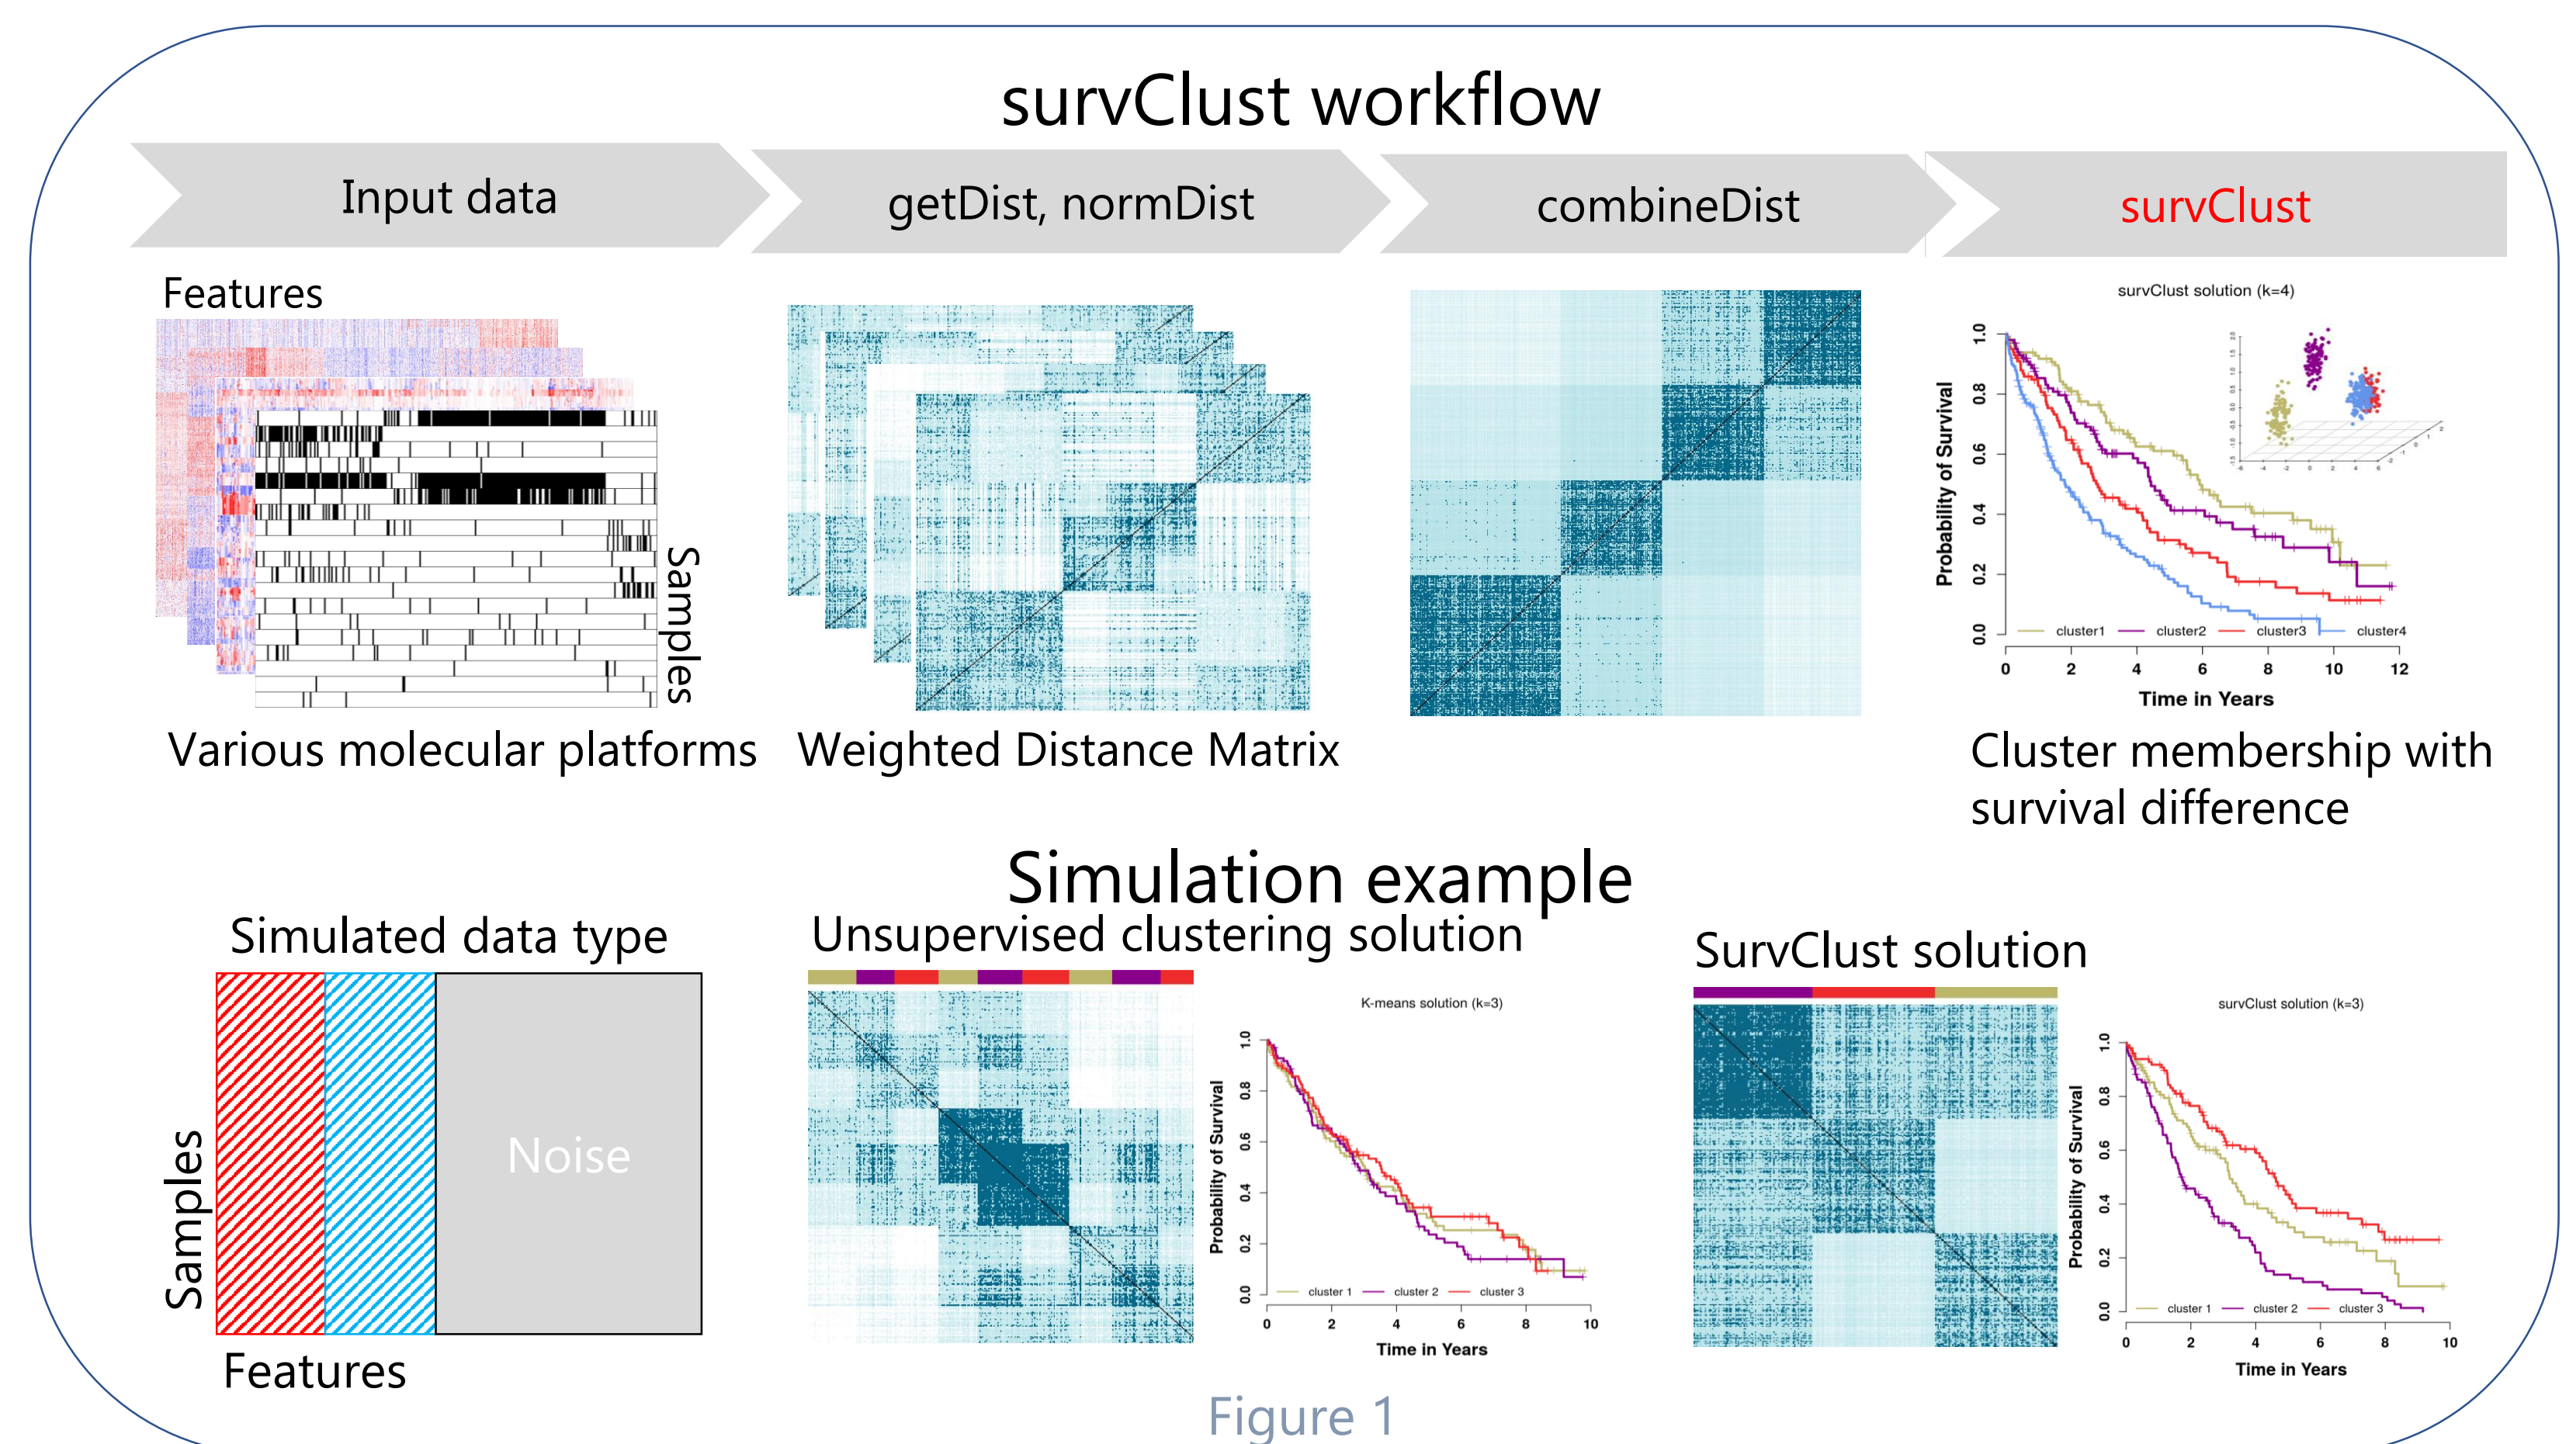 survClust workflow
Input data
getDist, normDist
combineDist
survClust
Features
Samples
Various molecular platforms
Weighted Distance Matrix
survClust solution (k=4)
Probability of Survival
1.0
0.8
0.6
0.4
0.2
0.0
cluster1
cluster2
cluster3
cluster4
0 2 4 6 8 10 12
Time in Years
Cluster membership with
survival difference
Simulation example
Simulated data type
Samples
Noise
Features
Unsupervised clustering solution
K-means solution (k=3)
Probability of Survival
1.0
0.8
0.6
0.4
0.2
0.0
cluster 1
cluster 2
cluster 3
0 2 4 6 8 10
Time in Years
SurvClust solution
survClust solution (k=3)
Probability of Survival
1.0
0.8
0.6
0.4
0.2
0.0
cluster 1
cluster 2
cluster 3
0 2 4 6 8 10
Time in Years
Figure 1